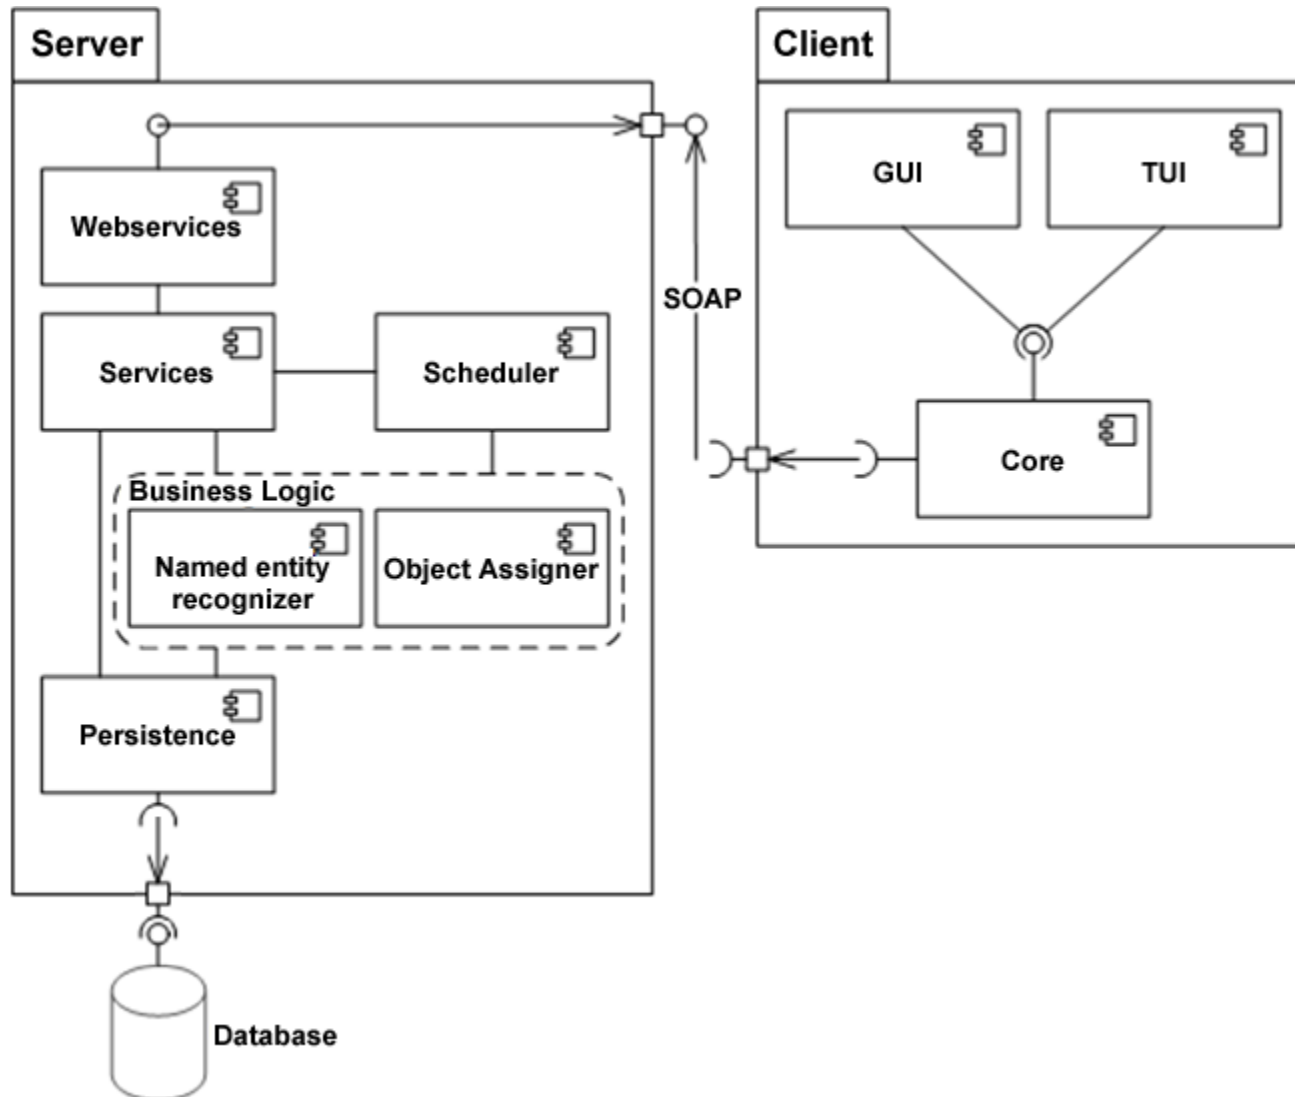 Server
Client
GUI
TUI
Webservices
SOAP
Services
Scheduler
Core
Business Logic
Named entity
recognizer
Object Assigner
Persistence
Database